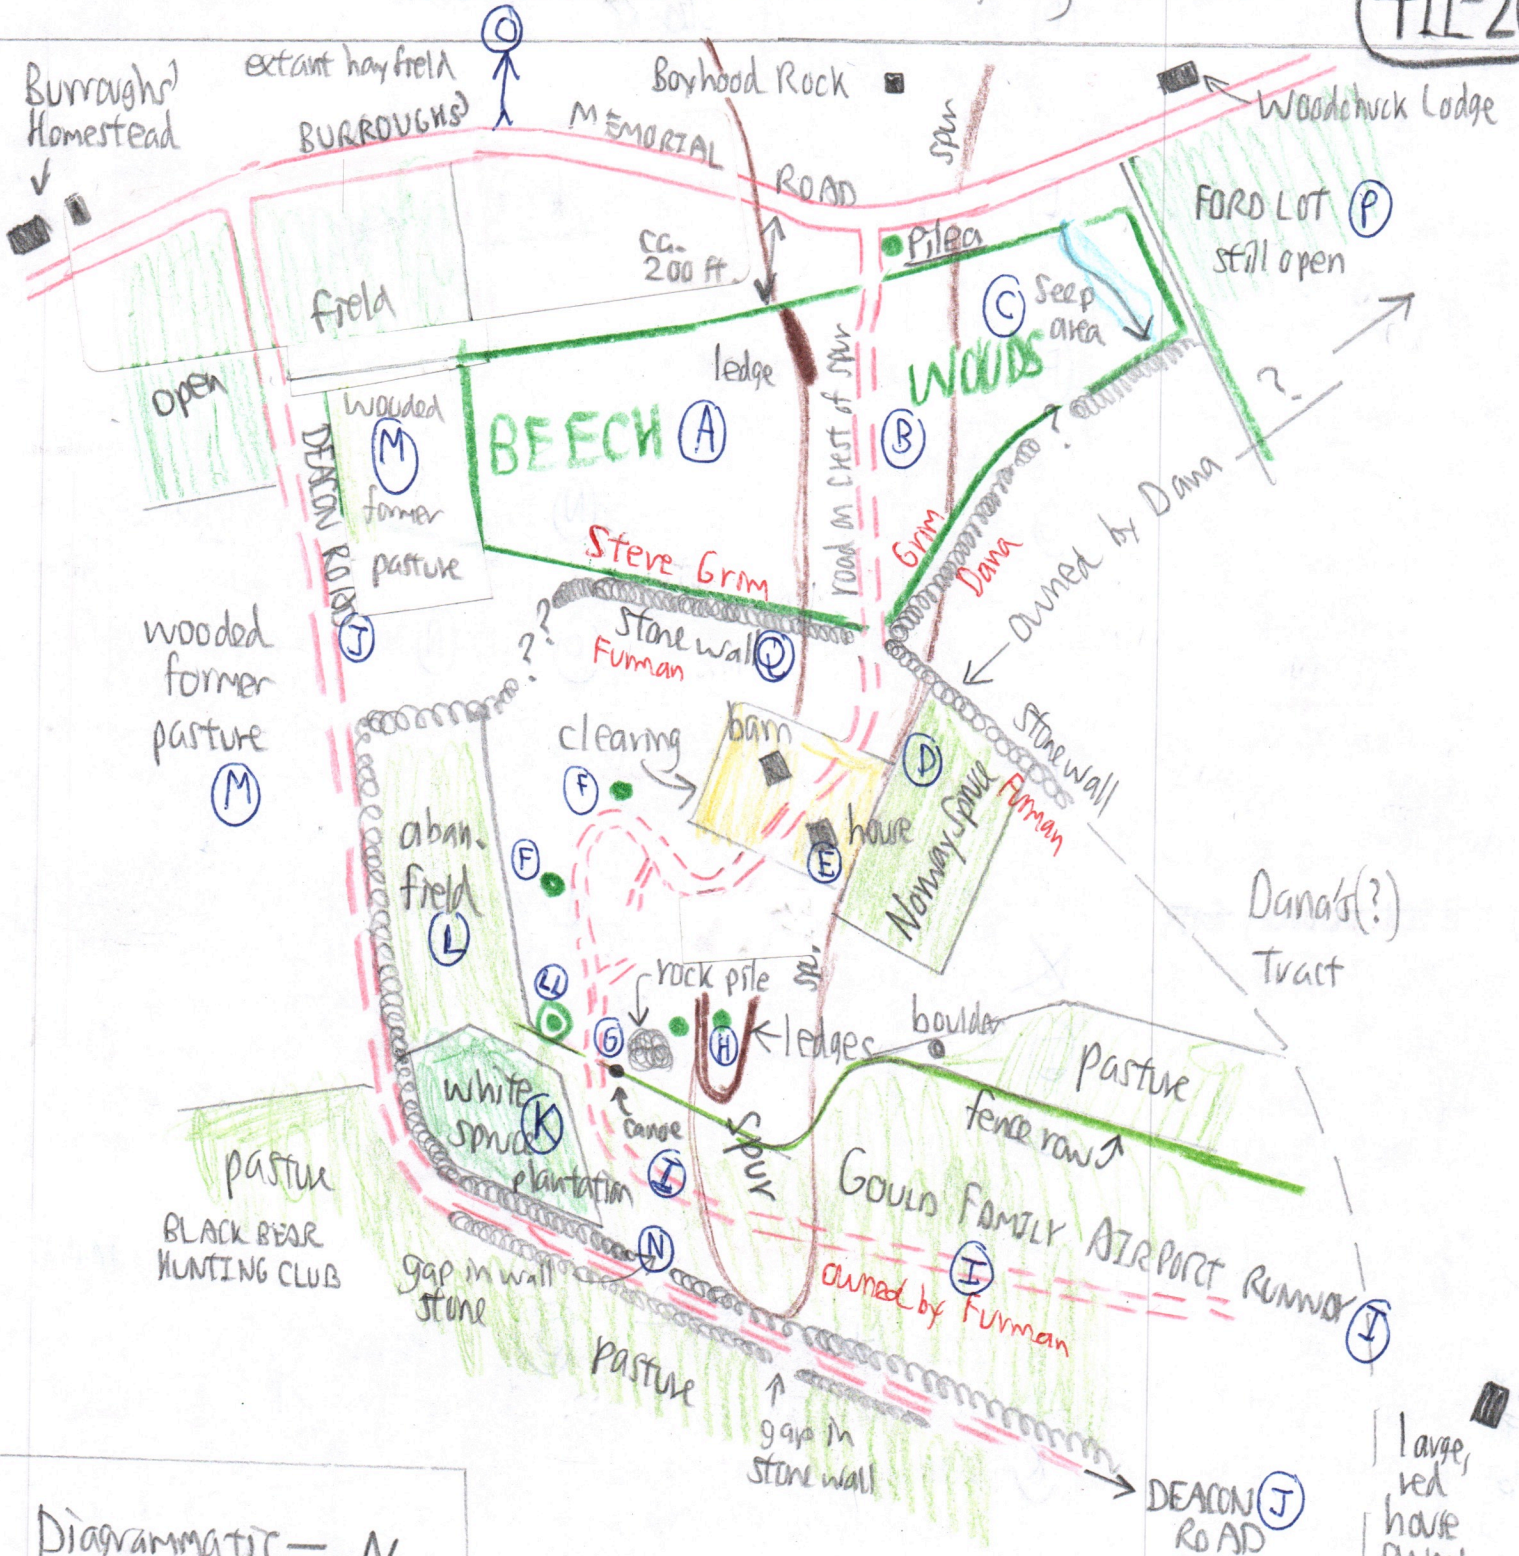 Burroughs'
Homestead
extant hayfield
O
BURROUGHS'
MEMORIAL
ROAD
Boyhood Rock
spur
Woodchuck Lodge
FORD LOT P
still open
ca.
200 ft.
Pilea
field
open
C
seep
area
ledge
WOODS
BEECH A
B
road on crest of spur
wooded
M
former
pasture
DEACON ROAD
J
?
Steve Grim
Grim
Dana
owned by Dana
stone wall Q
Furman
? ?
wooded
former
pasture
M
clearing
barn
D
stone wall
Furman
F
house
E
Norway Spruce
aban.
field
L
F
Dana's(?)
Tract
LL
rock pile
sp.
G
H
ledges
boulder
pasture
fence row
white
spruce K
plantation
canoe
spur
I
GOULD FAMILY AIRPORT RUNWAY
I
I
owned by Furman
pasture
BLACK BEAR
HUNTING CLUB
N
gap in wall
stone
pasture
gap in
stone wall
DEACON J
ROAD
large,
red
house
Diagrammatic — N